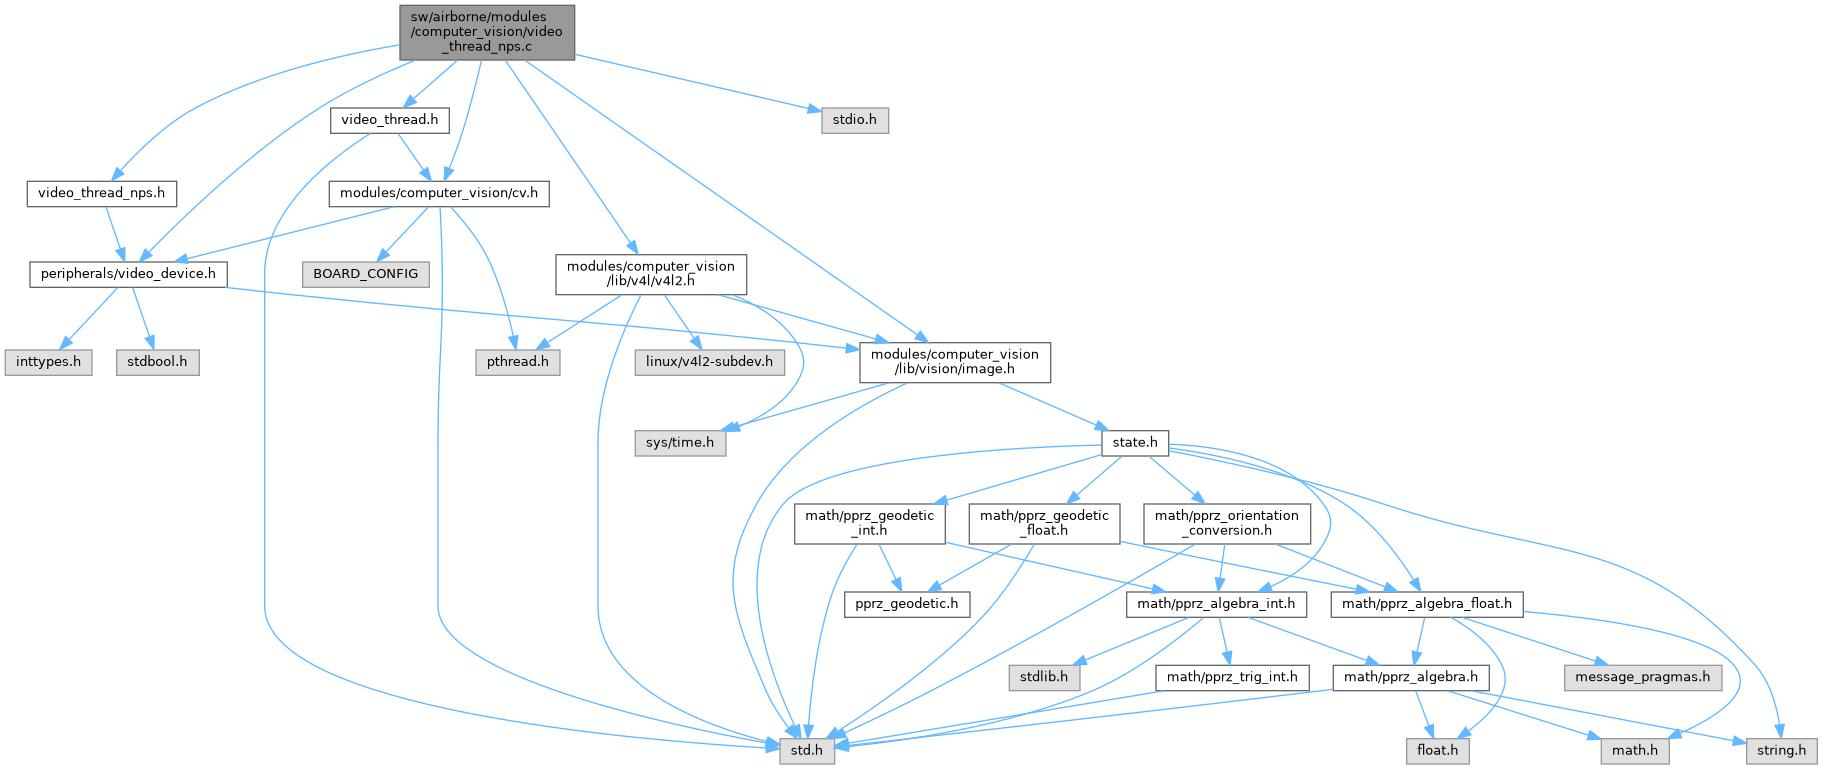 sw/airborne/modules
/computer_vision/video
_thread_nps.c
video_thread.h
stdio.h
video_thread_nps.h
modules/computer_vision/cv.h
peripherals/video_device.h
BOARD_CONFIG
modules/computer_vision
/lib/v4l/v4l2.h
inttypes.h
stdbool.h
pthread.h
linux/v4l2-subdev.h
modules/computer_vision
/lib/vision/image.h
sys/time.h
state.h
math/pprz_geodetic
_int.h
math/pprz_geodetic
_float.h
math/pprz_orientation
_conversion.h
pprz_geodetic.h
math/pprz_algebra_int.h
math/pprz_algebra_float.h
stdlib.h
math/pprz_trig_int.h
math/pprz_algebra.h
message_pragmas.h
std.h
float.h
math.h
string.h